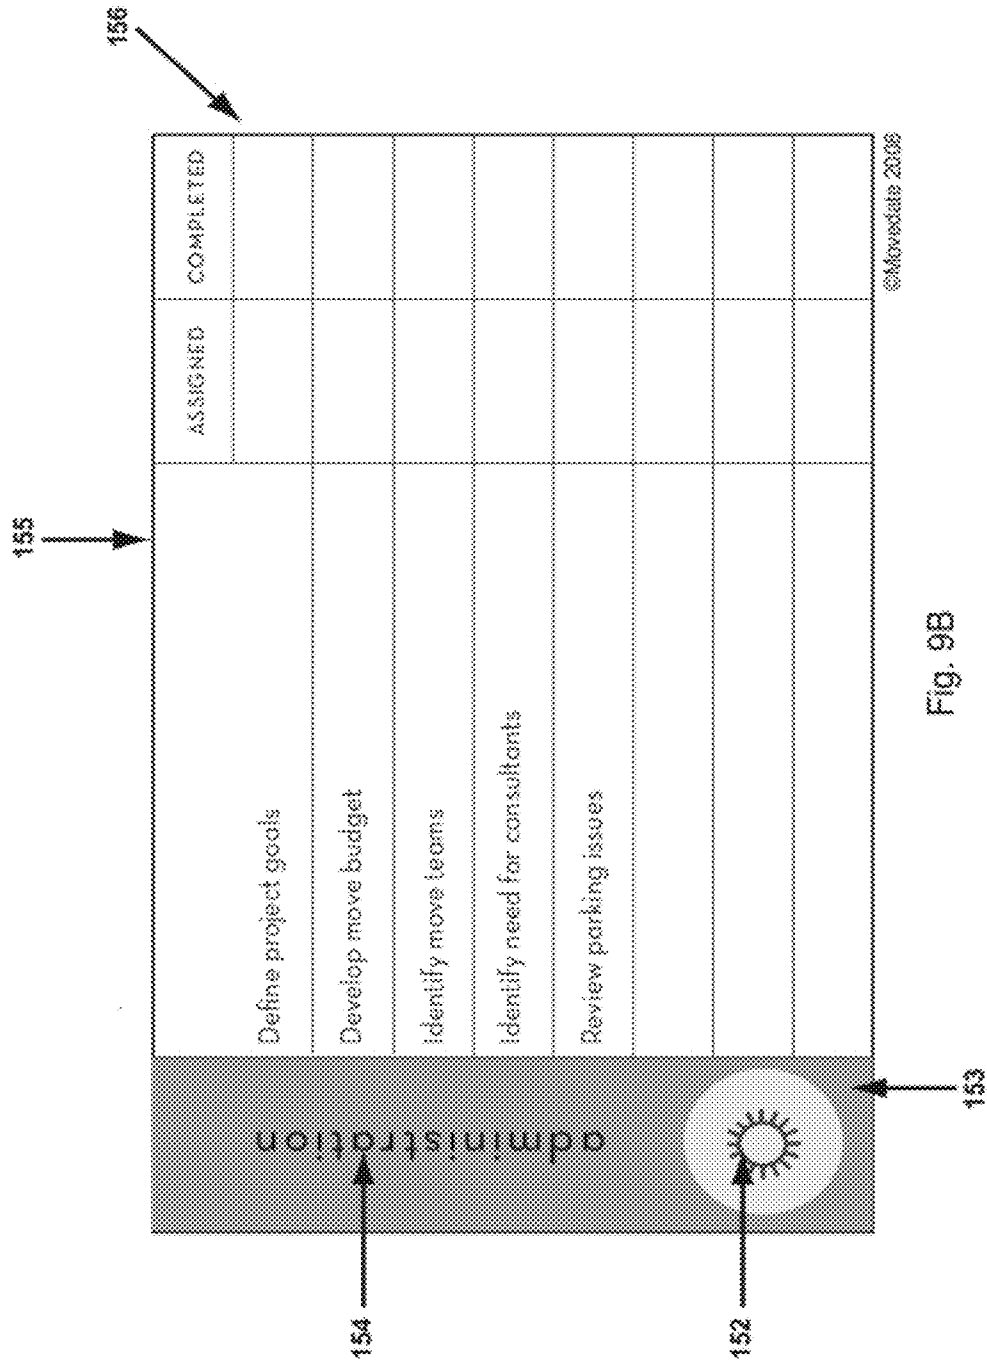 156
155
ASSIGNED COMPLETED
Define project goals
Develop move budget
Identify move teams
Identify need for consultants
Review parking issues
administration
154
152
153
©Movedate 2008
Fig. 9B